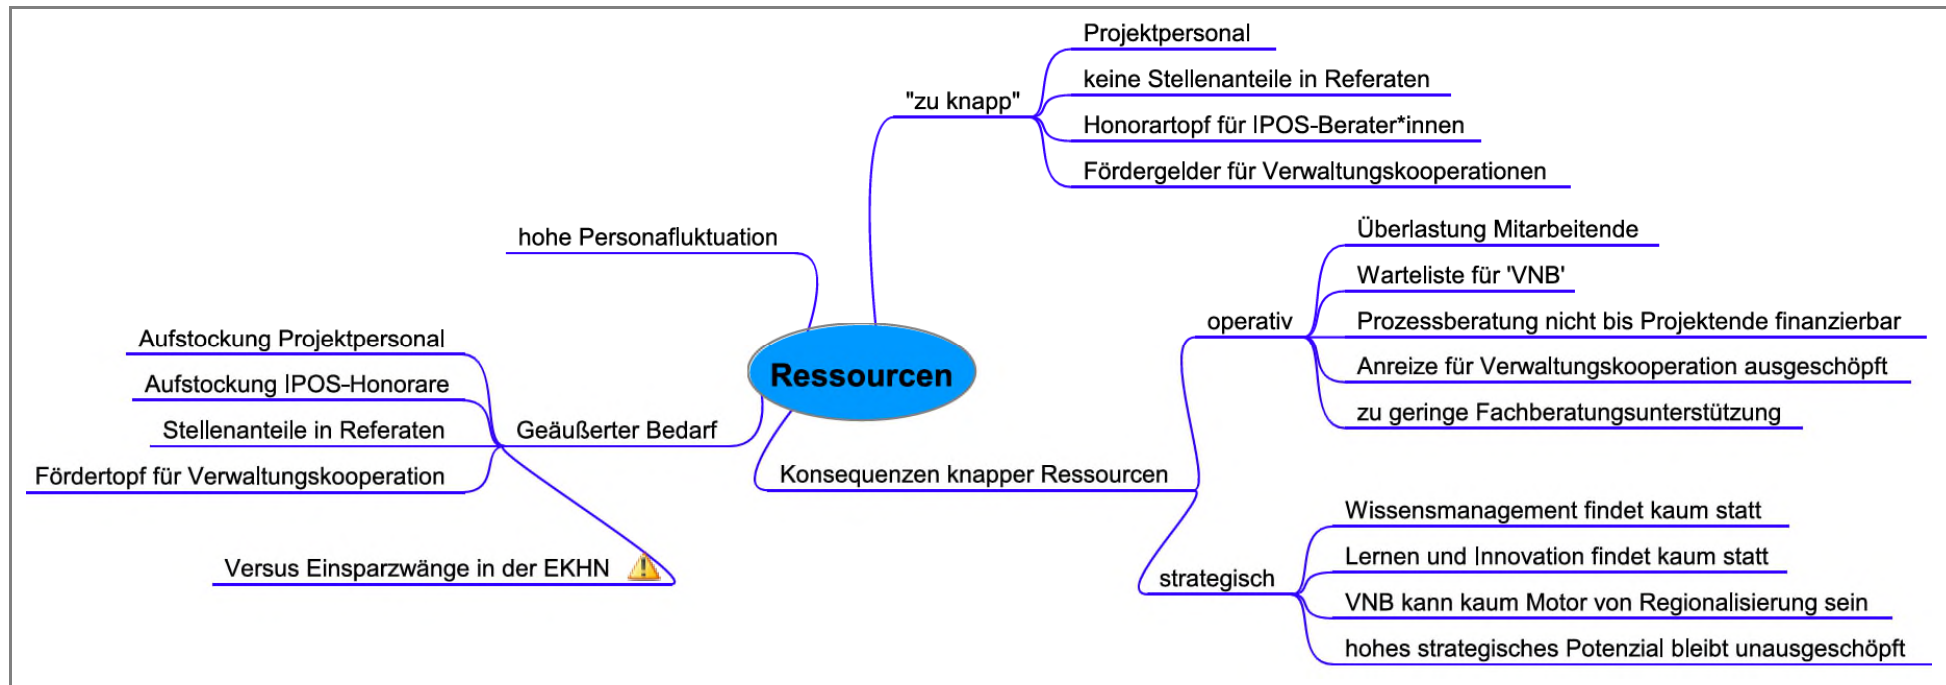 Projektpersonal
keine Stellenanteile in Referaten
"zu knapp"
Honorartopf für IPOS-Berater*innen
Fördergelder für Verwaltungskooperationen
hohe Personafluktuation
Überlastung Mitarbeitende
Warteliste für 'VNB'
operativ
Prozessberatung nicht bis Projektende finanzierbar
Anreize für Verwaltungskooperation ausgeschöpft
zu geringe Fachberatungsunterstützung
Ressourcen
Aufstockung Projektpersonal
Aufstockung IPOS-Honorare
Stellenanteile in Referaten
Geäußerter Bedarf
Fördertopf für Verwaltungskooperation
Versus Einsparzwänge in der EKHN
Konsequenzen knapper Ressourcen
Wissensmanagement findet kaum statt
Lernen und Innovation findet kaum statt
strategisch
VNB kann kaum Motor von Regionalisierung sein
hohes strategisches Potenzial bleibt unausgeschöpft